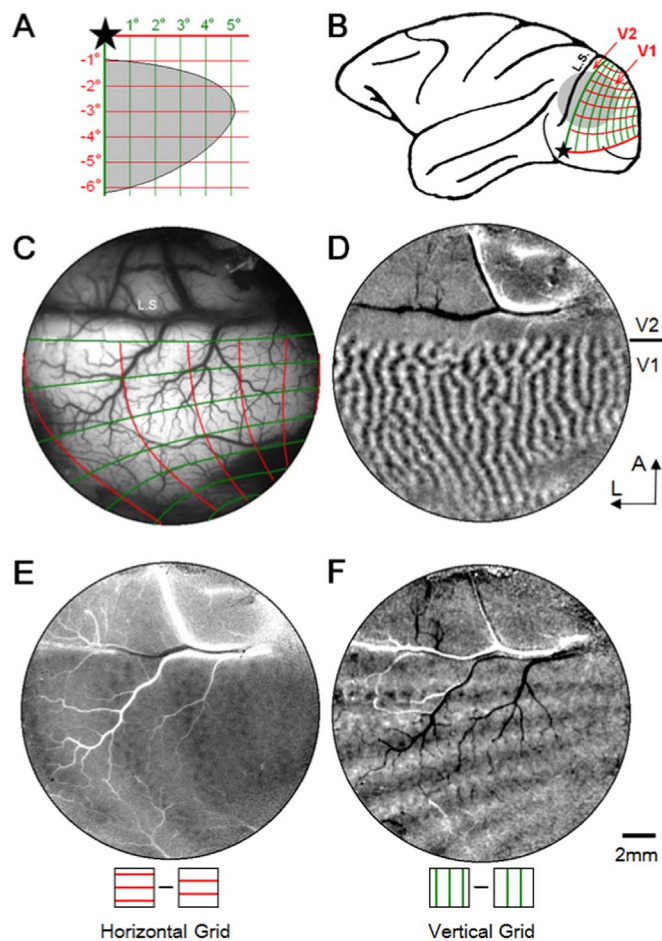 A
1° 2° 3° 4° 5°
-1°
-2°
-3°
-4°
-5°
-6°
B
V2
V1
L.S.
C
L.S.
D
V2
V1
A
L
E
F
2mm
Horizontal Grid
Vertical Grid